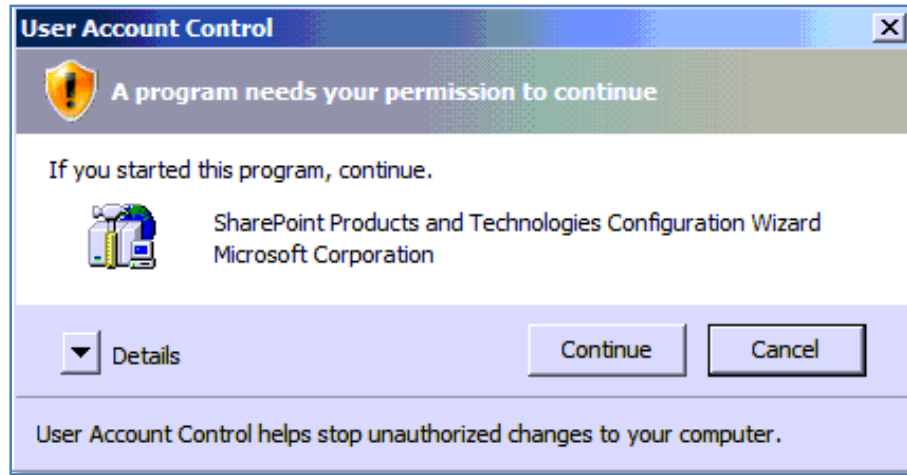 User Account Control
A program needs your permission to continue
If you started this program, continue.
SharePoint Products and Technologies Configuration Wizard
Microsoft Corporation
Details
Continue
Cancel
User Account Control helps stop unauthorized changes to your computer.